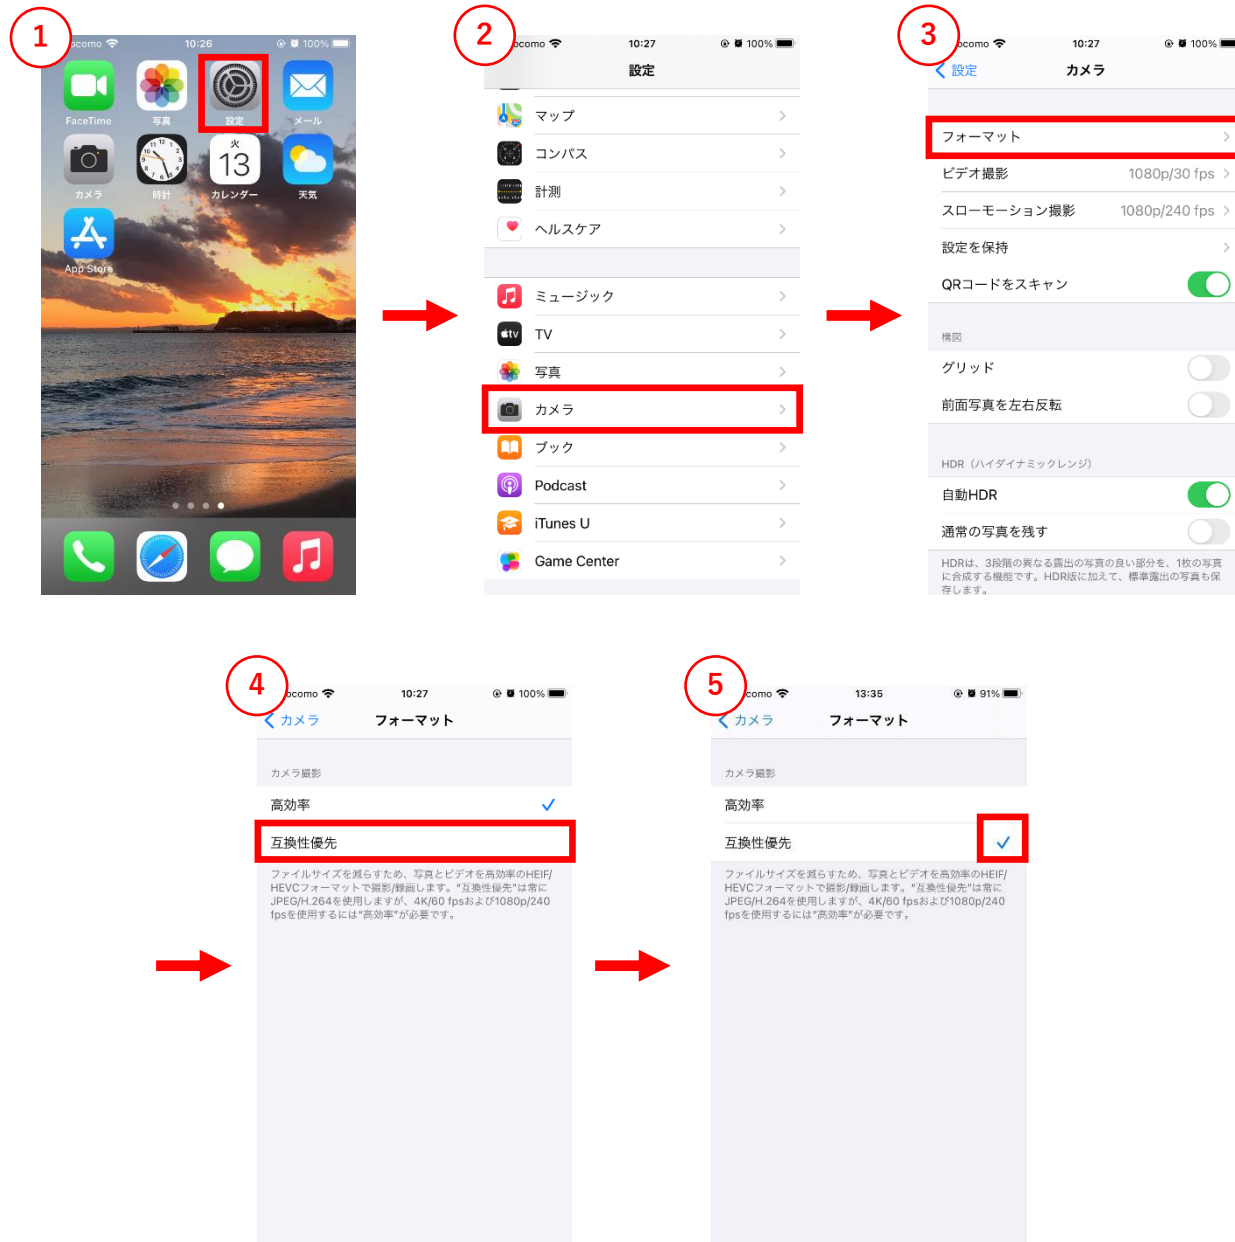 1
ocomo
10:26
100%
FaceTime
写真
設定
メール
火
13
カメラ
時計
カレンダー
天気
App Store
2
ocomo
10:27
100%
設定
マップ
コンパス
計測
ヘルスケア
ミュージック
tv
TV
写真
カメラ
ブック
Podcast
iTunes U
Game Center
3
ocomo
10:27
100%
設定
カメラ
フォーマット
ビデオ撮影
1080p/30 fps
スローモーション撮影
1080p/240 fps
設定を保持
QRコードをスキャン
構図
グリッド
前面写真を左右反転
HDR（ハイダイナミックレンジ）
自動HDR
通常の写真を残す
HDRは、3段階の異なる露出の写真の良い部分を、1枚の写真
に合成する機能です。HDR版に加えて、標準露出の写真も保
存します。
4
ocomo
10:27
100%
カメラ
フォーマット
カメラ撮影
高効率
互換性優先
ファイルサイズを減らすため、写真とビデオを高効率のHEIF/
HEVCフォーマットで撮影/録画します。"互換性優先"は常に
JPEG/H.264を使用しますが、4K/60 fpsおよび1080p/240
fpsを使用するには"高効率"が必要です。
5
como
13:35
91%
カメラ
フォーマット
カメラ撮影
高効率
互換性優先
ファイルサイズを減らすため、写真とビデオを高効率のHEIF/
HEVCフォーマットで撮影/録画します。"互換性優先"は常に
JPEG/H.264を使用しますが、4K/60 fpsおよび1080p/240
fpsを使用するには"高効率"が必要です。